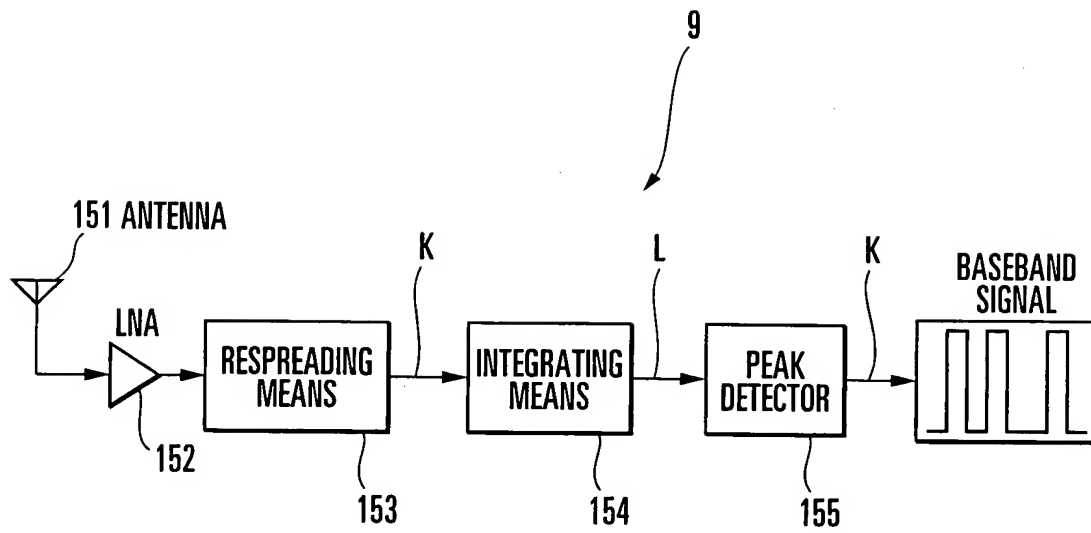 9
151 ANTENNA
LNA
152
RESPREADING
MEANS
153
K
INTEGRATING
MEANS
154
L
PEAK
DETECTOR
155
K
BASEBAND
SIGNAL